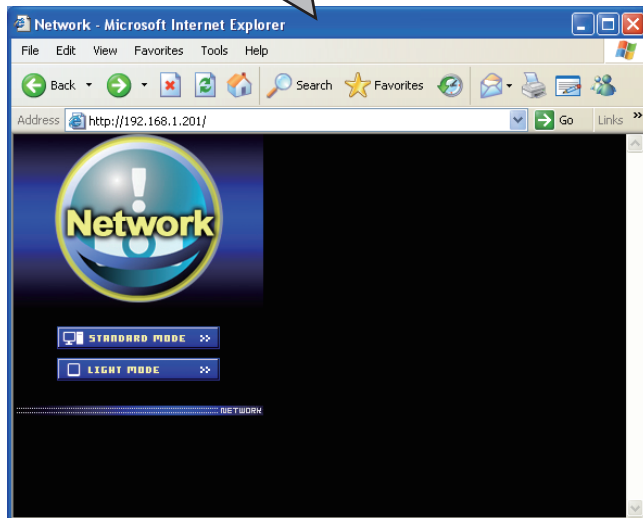 Network - Microsoft Internet Explorer
File Edit View Favorites Tools Help
Back Search Favorites
Address http://192.168.1.201/ Go Links »
Network
STANDARD MODE >>
LIGHT MODE >>
NETWORK